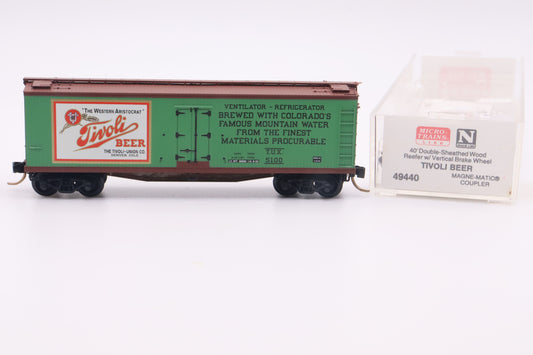 "THE WESTERN ARISTOCRAT"
Tivoli
BEER
THE TIVOLI-UNION CO.
DENVER, COLO.
VENTILATOR - REFRIGERATOR
BREWED WITH COLORADO'S
FAMOUS MOUNTAIN WATER
FROM THE FINEST
MATERIALS PROCURABLE
TUX
5100
MICRO-
TRAINS
LINE
N
40' Double-Sheathed Wood
Reefer w/ Vertical Brake Wheel
TIVOLI BEER
49440
MAGNE-MATIC®
COUPLER